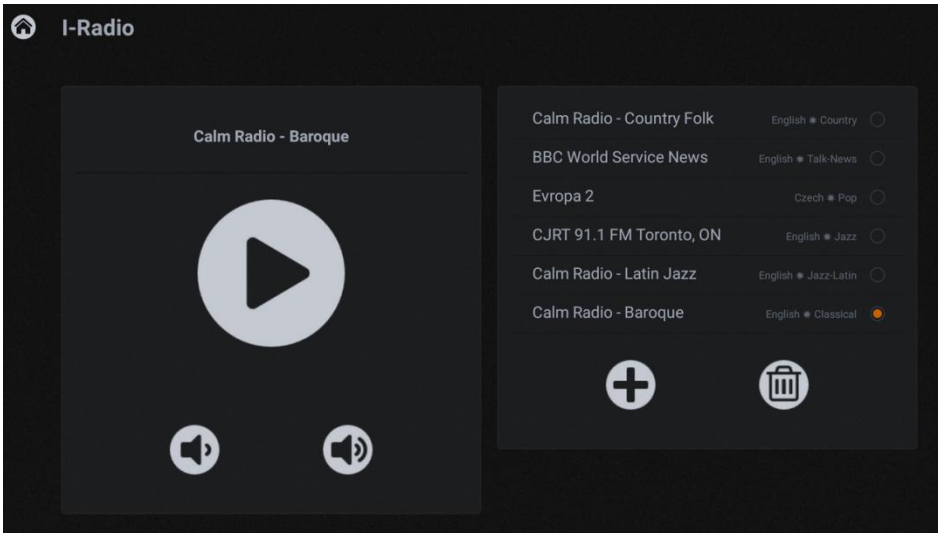 I-Radio
Calm Radio - Baroque
Calm Radio - Country Folk English ✷ Country
BBC World Service News English ✷ Talk-News
Evropa 2 Czech ✷ Pop
CJRT 91.1 FM Toronto, ON English ✷ Jazz
Calm Radio - Latin Jazz English ✷ Jazz-Latin
Calm Radio - Baroque English ✷ Classical